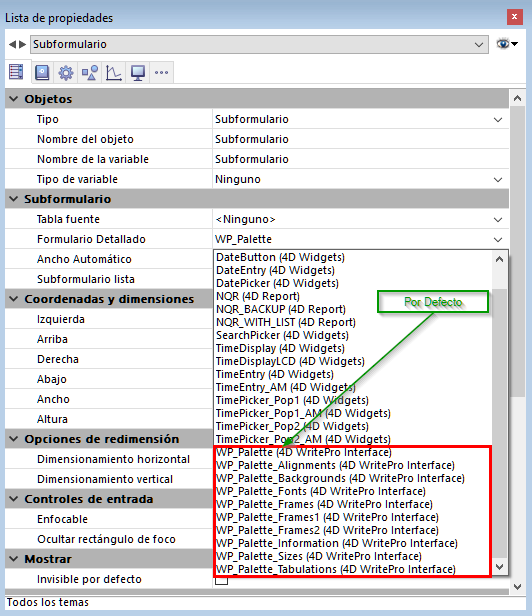 Lista de propiedades
Subformulario
Objetos
Tipo Subformulario
Nombre del objeto Subformulario
Nombre de la variable Subformulario
Tipo de variable Ninguno
Subformulario
Tabla fuente <Ninguno>
Formulario Detallado WP_Palette
Ancho Automático
Subformulario lista
Coordenadas y dimensiones
Izquierda
Arriba
Derecha
Abajo
Ancho
Altura
Opciones de redimensión
Dimensionamiento horizontal
Dimensionamiento vertical
Controles de entrada
Enfocable
Ocultar rectángulo de foco
Mostrar
Invisible por defecto
DateButton (4D Widgets)
DateEntry (4D Widgets)
DatePicker (4D Widgets)
NQR (4D Report)
NQR_BACKUP (4D Report)
NQR_WITH_LIST (4D Report)
SearchPicker (4D Widgets)
TimeDisplay (4D Widgets)
TimeDisplayLCD (4D Widgets)
TimeEntry (4D Widgets)
TimeEntry_AM (4D Widgets)
TimePicker_Pop1 (4D Widgets)
TimePicker_Pop1_AM (4D Widgets)
TimePicker_Pop2 (4D Widgets)
TimePicker_Pop2_AM (4D Widgets)
WP_Palette (4D WritePro Interface)
WP_Palette_Alignments (4D WritePro Interface)
WP_Palette_Backgrounds (4D WritePro Interface)
WP_Palette_Fonts (4D WritePro Interface)
WP_Palette_Frames (4D WritePro Interface)
WP_Palette_Frames1 (4D WritePro Interface)
WP_Palette_Frames2 (4D WritePro Interface)
WP_Palette_Information (4D WritePro Interface)
WP_Palette_Sizes (4D WritePro Interface)
WP_Palette_Tabulations (4D WritePro Interface)
Por Defecto
Todos los temas